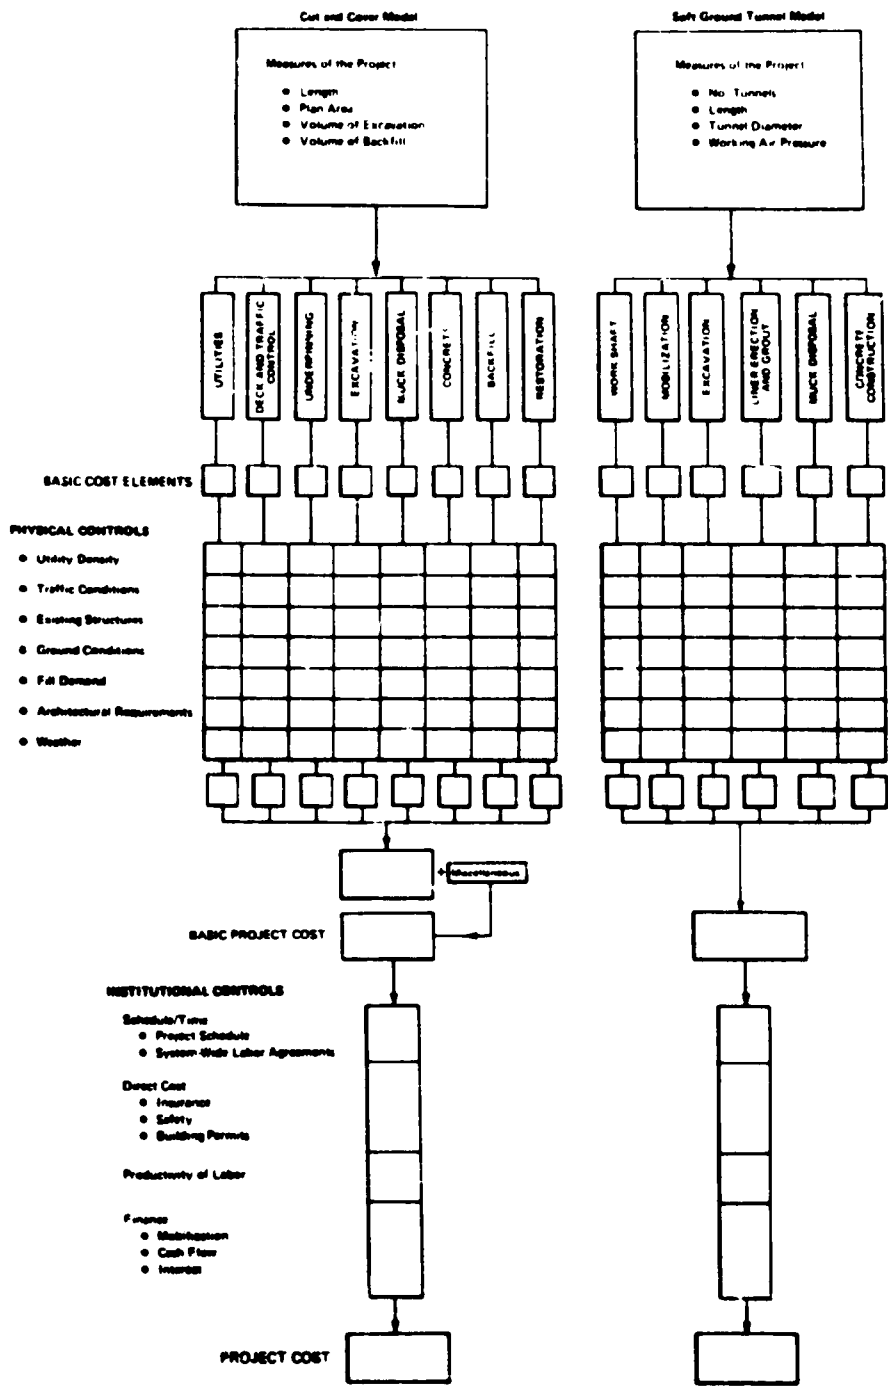 Cut and Cover Model
Soft Ground Tunnel Model
Measures of the Project
Length
Plan Area
Volume of Excavation
Volume of Backfill
Measures of the Project
No. Tunnels
Length
Tunnel Diameter
Working Air Pressure
UTILITIES
DECK AND TRAFFIC
CONTROL
UNDERPINNING
EXCAVATION
MUCK DISPOSAL
CONCRETE
BACKFILL
RESTORATION
WORK SHAFT
MOBILIZATION
EXCAVATION
LINER ERECTION
AND GROUT
MUCK DISPOSAL
CONCRETE
CONSTRUCTION
BASIC COST ELEMENTS
PHYSICAL CONTROLS
Utility Density
Traffic Conditions
Existing Structures
Ground Conditions
Fill Demand
Architectural Requirements
Weather
+ Miscellaneous
BASIC PROJECT COST
INSTITUTIONAL CONTROLS
Schedule/Time
Project Schedule
System-Wide Labor Agreements
Direct Cost
Insurance
Safety
Building Permits
Productivity of Labor
Finance
Mobilization
Cash Flow
Interest
PROJECT COST